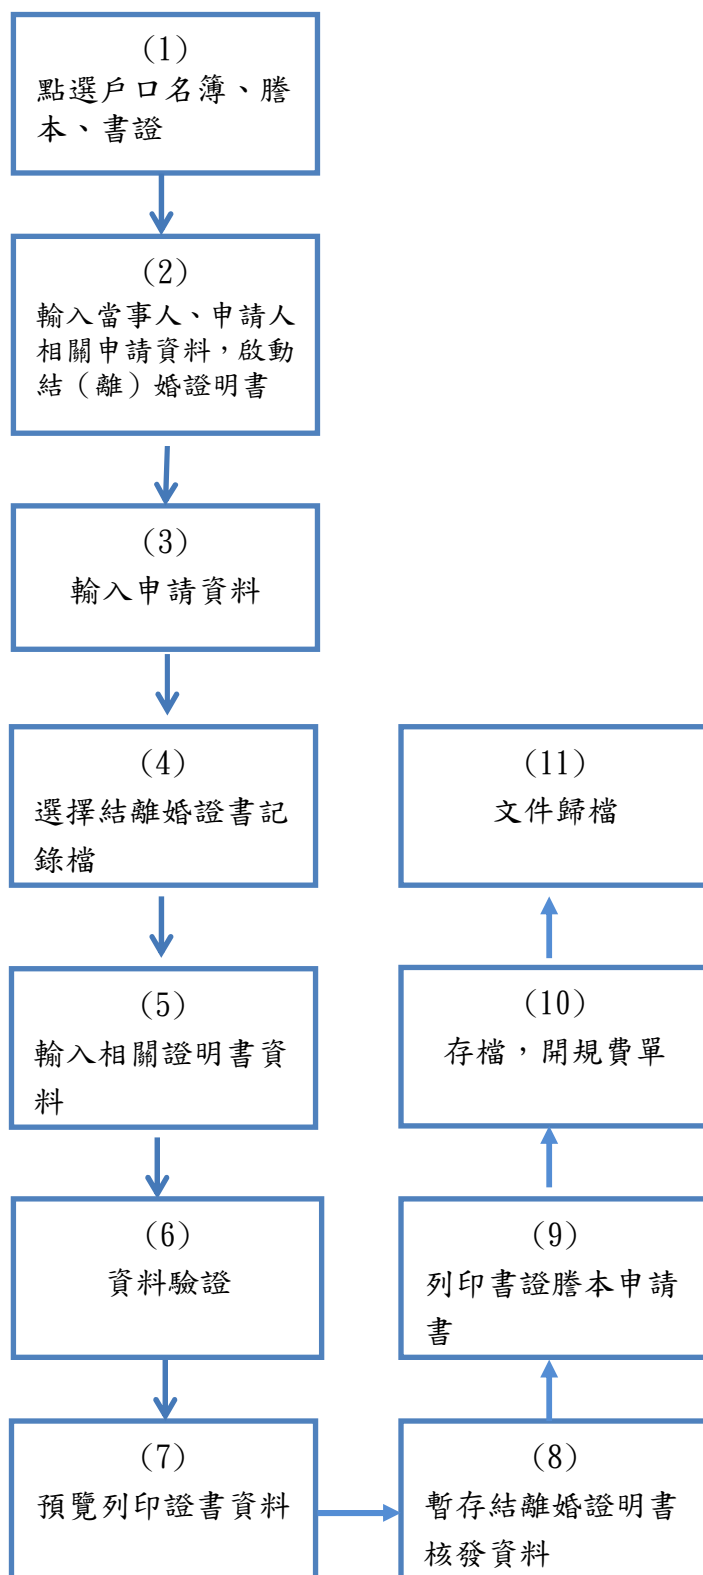 (1)
點選戶口名簿、謄
本、書證
(2)
輸入當事人、申請人
相關申請資料，啟動
結（離）婚證明書
(3)
輸入申請資料
(4)
選擇結離婚證書記
錄檔
(5)
輸入相關證明書資
料
(6)
資料驗證
(7)
預覽列印證書資料
(8)
暫存結離婚證明書
核發資料
(9)
列印書證謄本申請
書
(10)
存檔，開規費單
(11)
文件歸檔